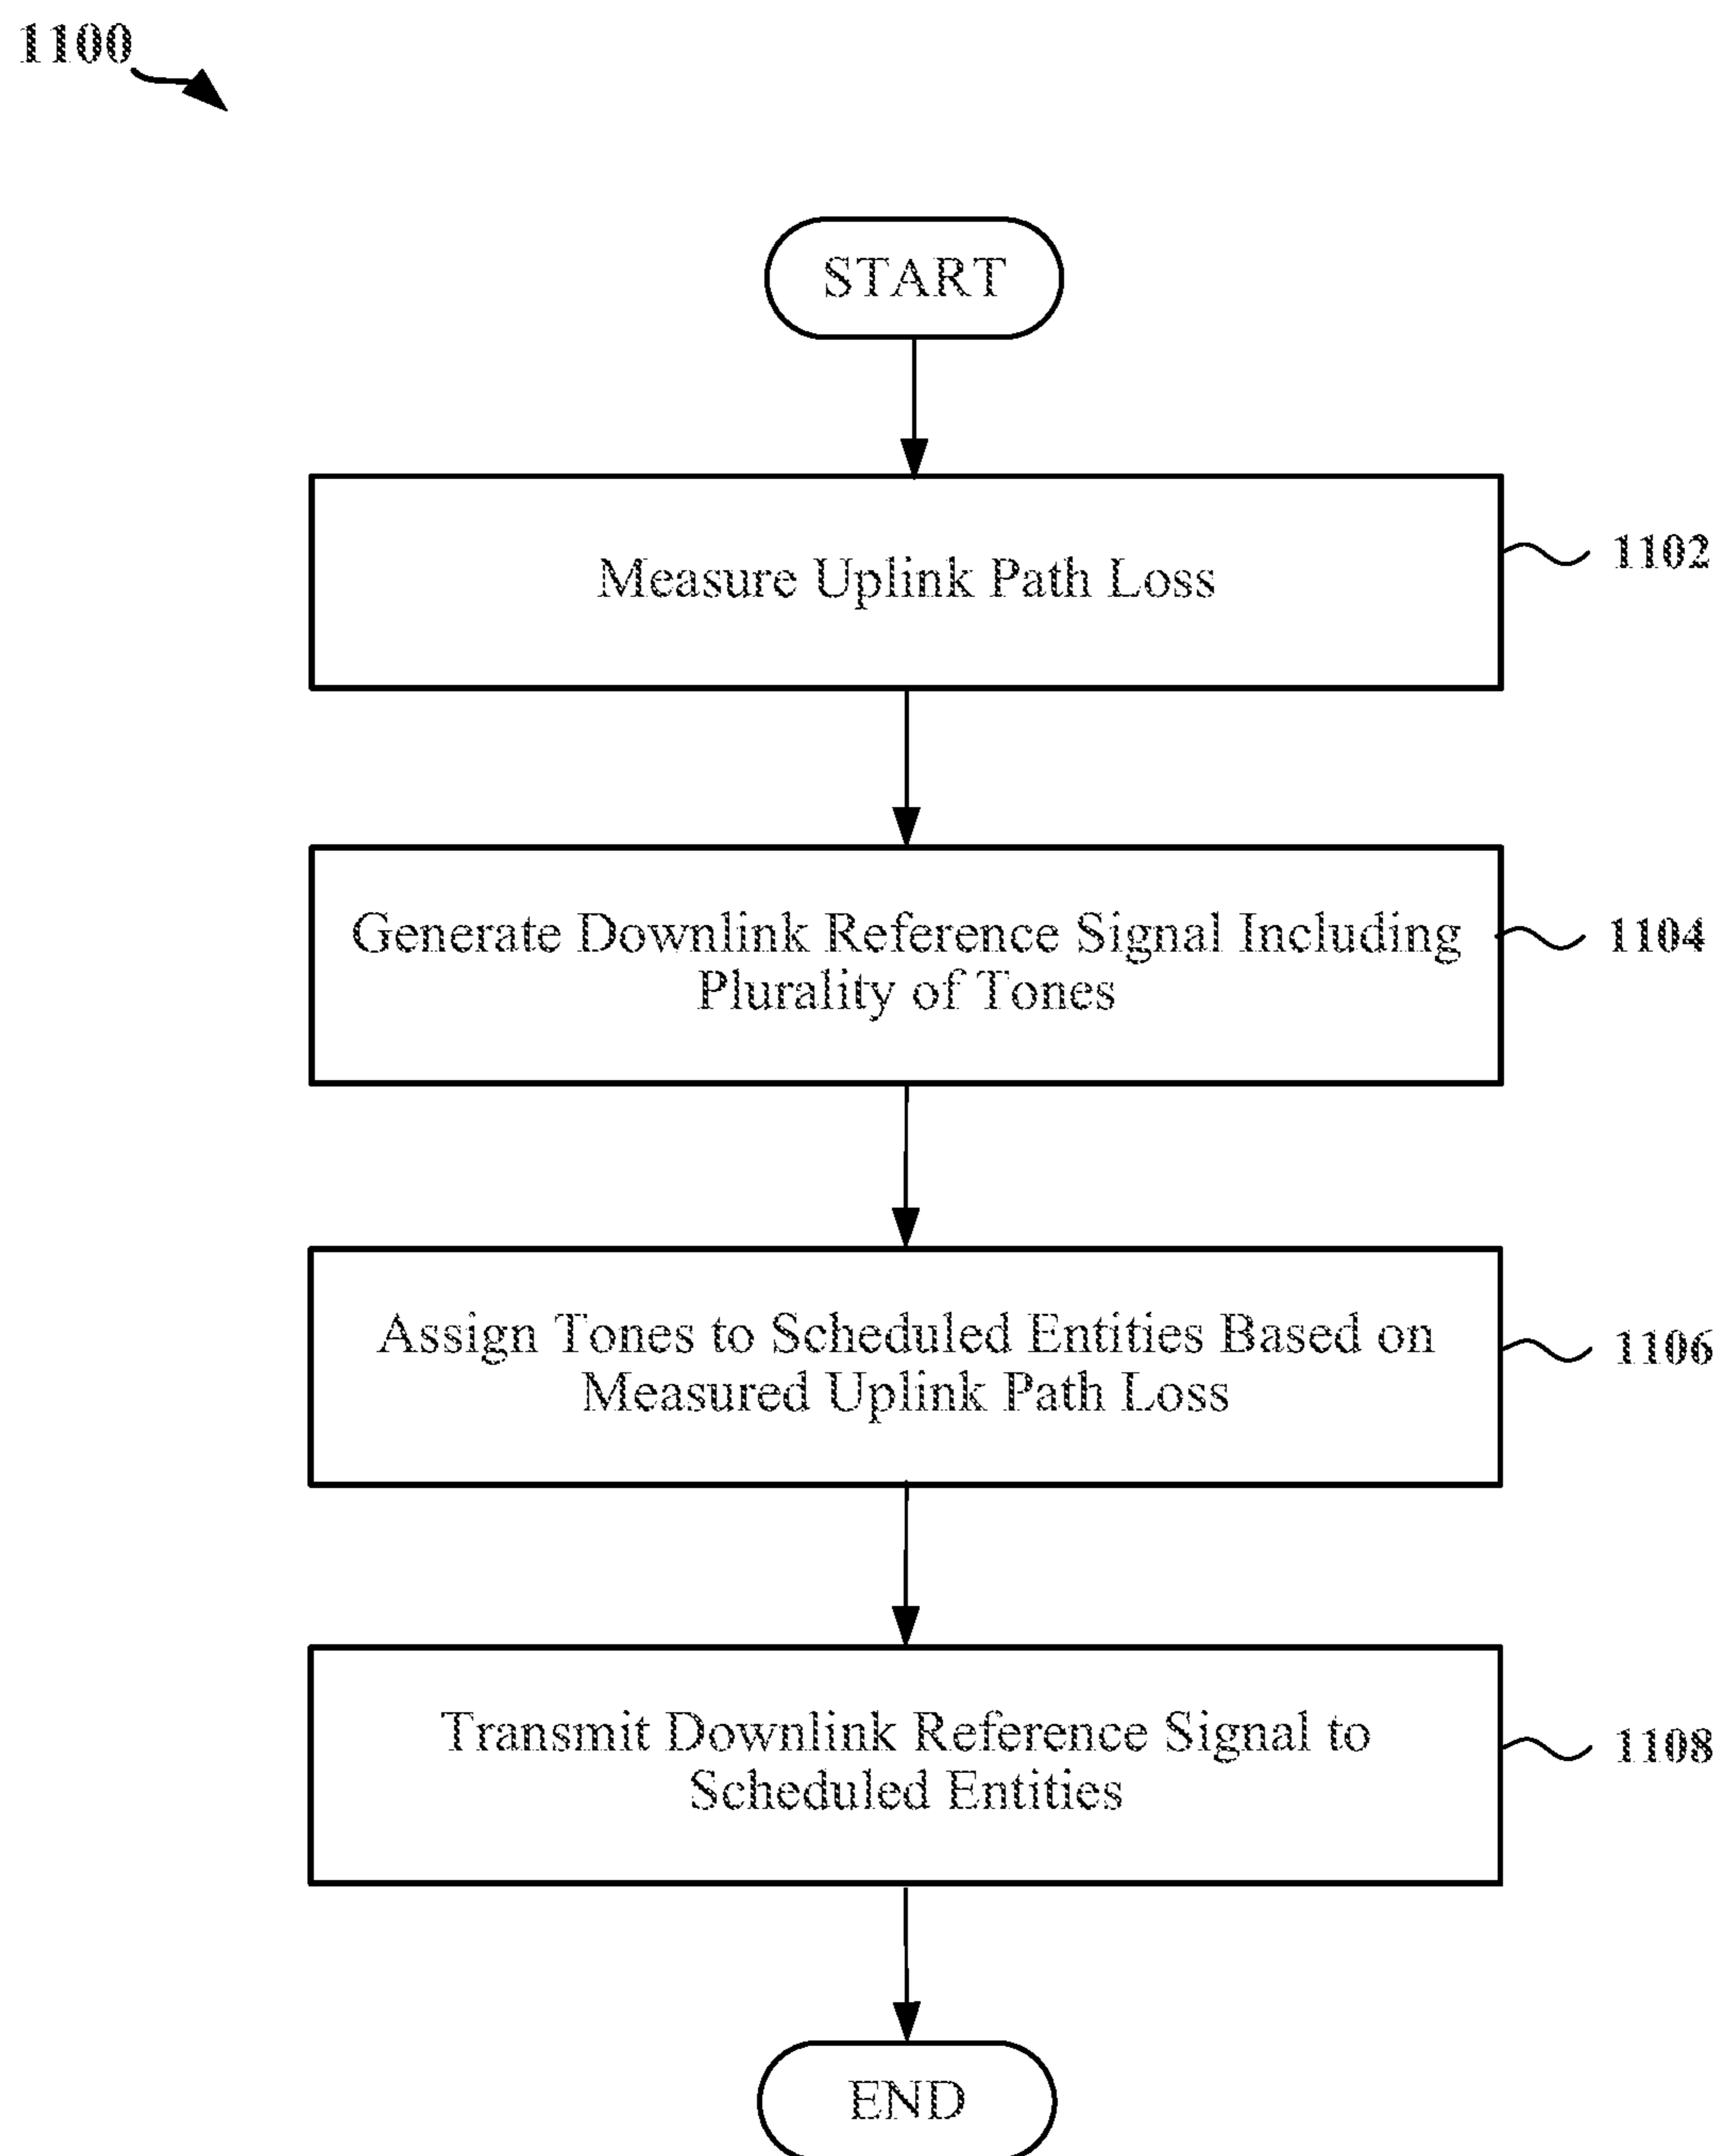 1100
START
Measure Uplink Path Loss
1102
Generate Downlink Reference Signal Including
Plurality of Tones
1104
Assign Tones to Scheduled Entities Based on
Measured Uplink Path Loss
1106
Transmit Downlink Reference Signal to
Scheduled Entities
1108
END